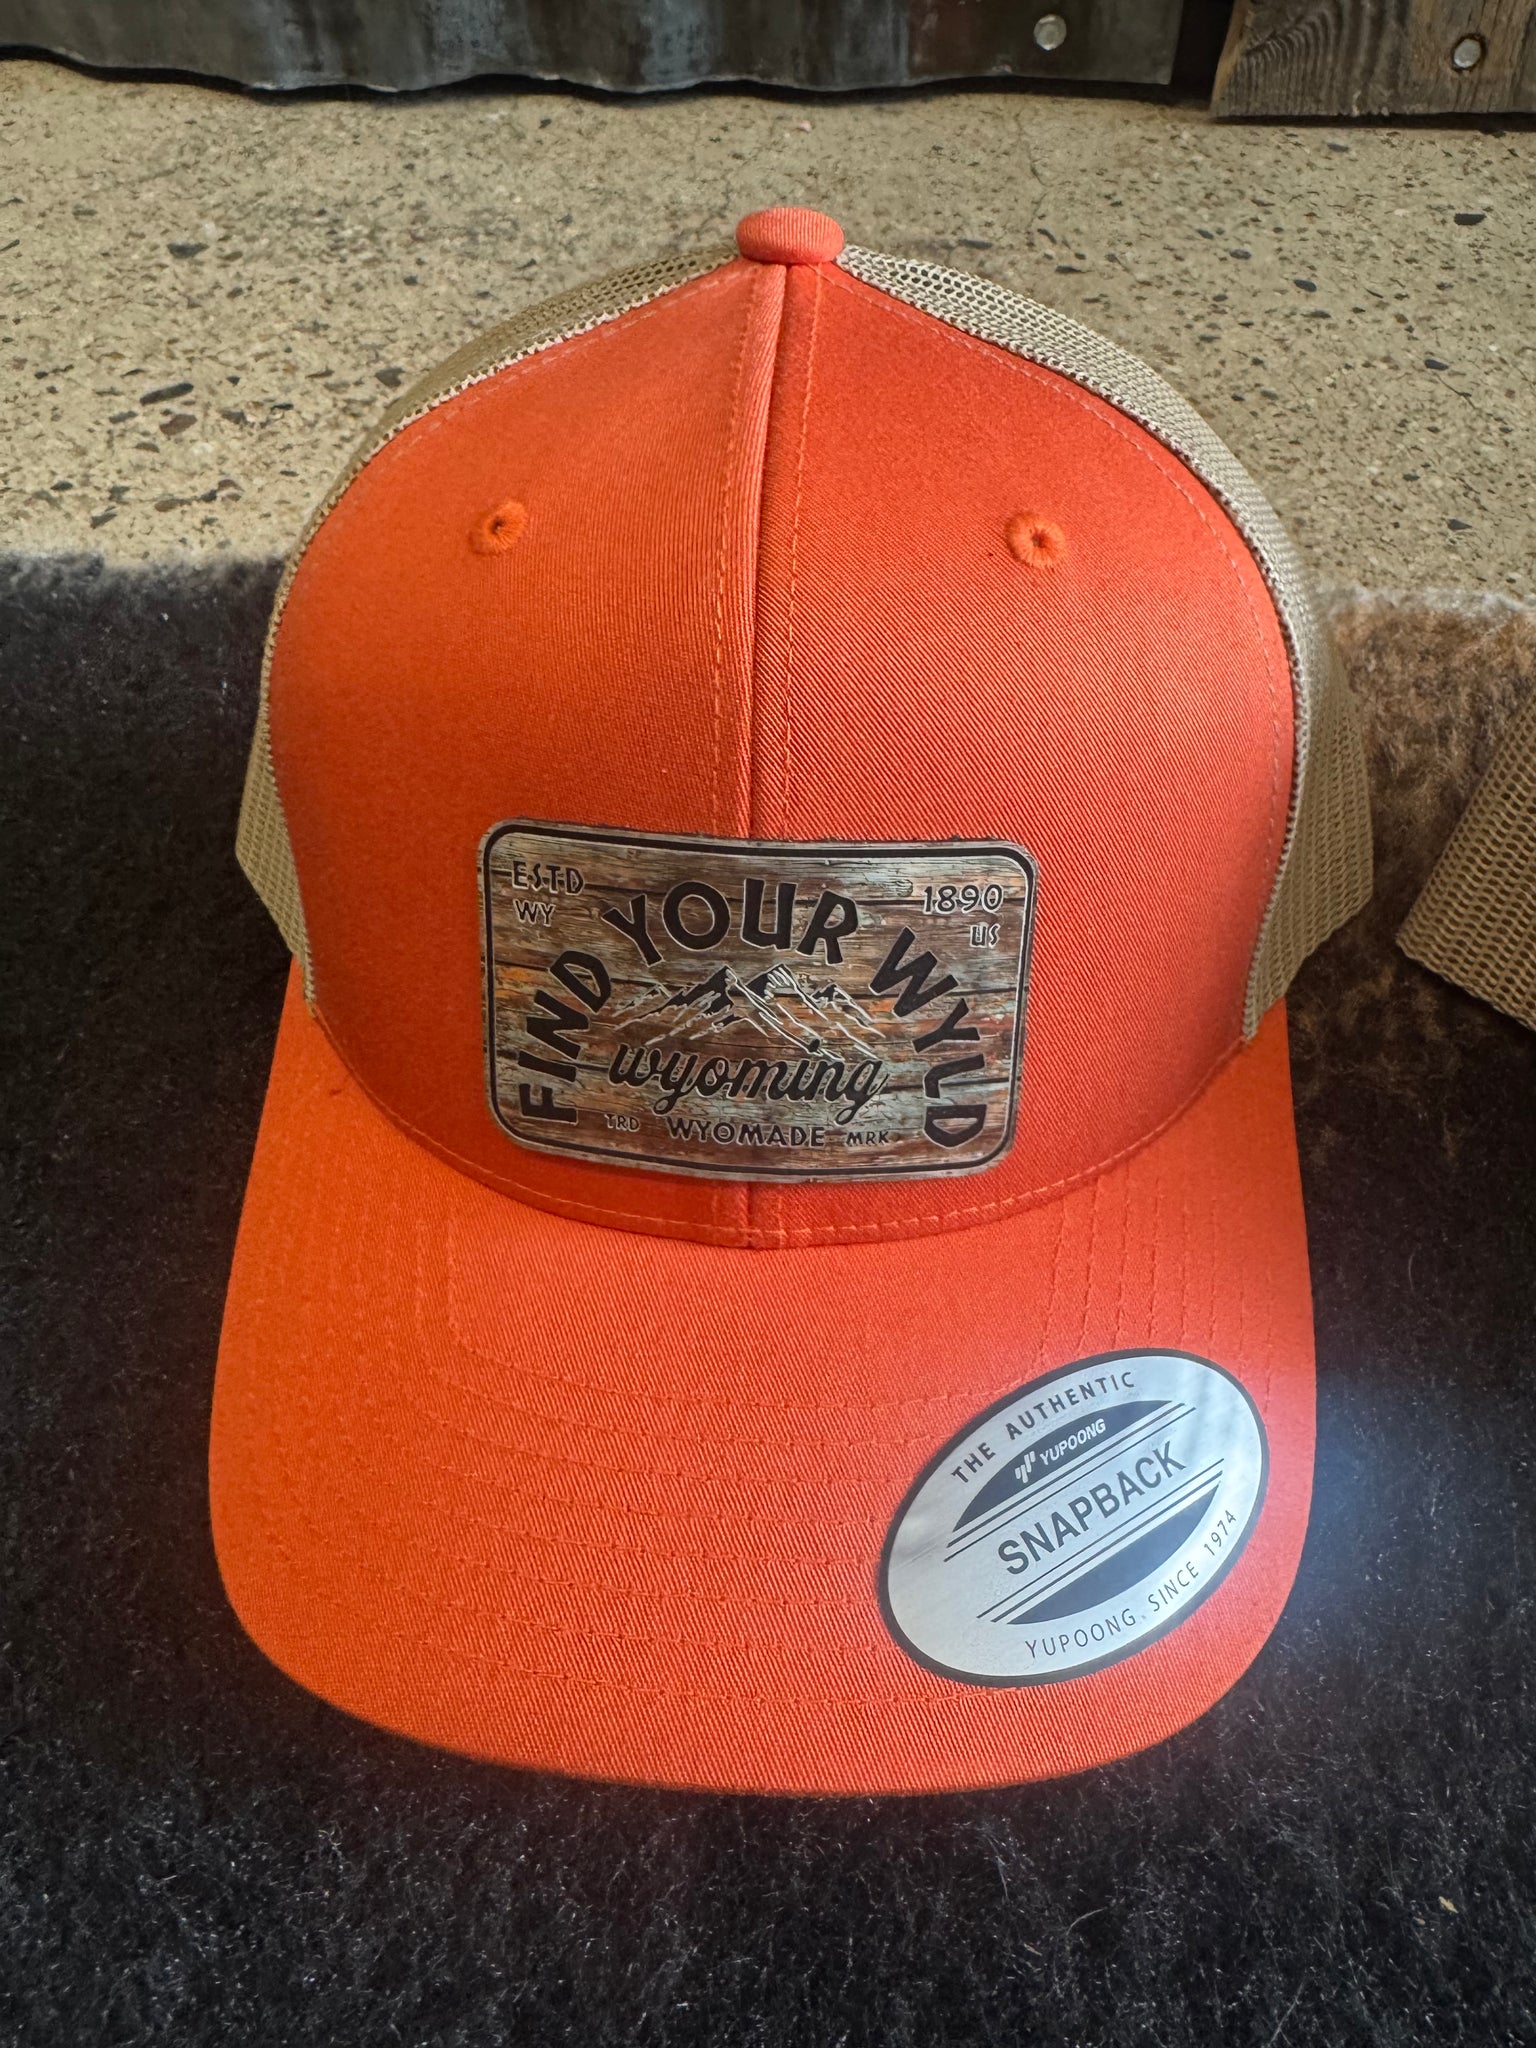 ESTD
WY
1890
US
FIND YOUR WYLD
wyoming
TRD WYOMADE MRK
THE AUTHENTIC
YUPOONG
SNAPBACK
YUPOONG, SINCE 1974